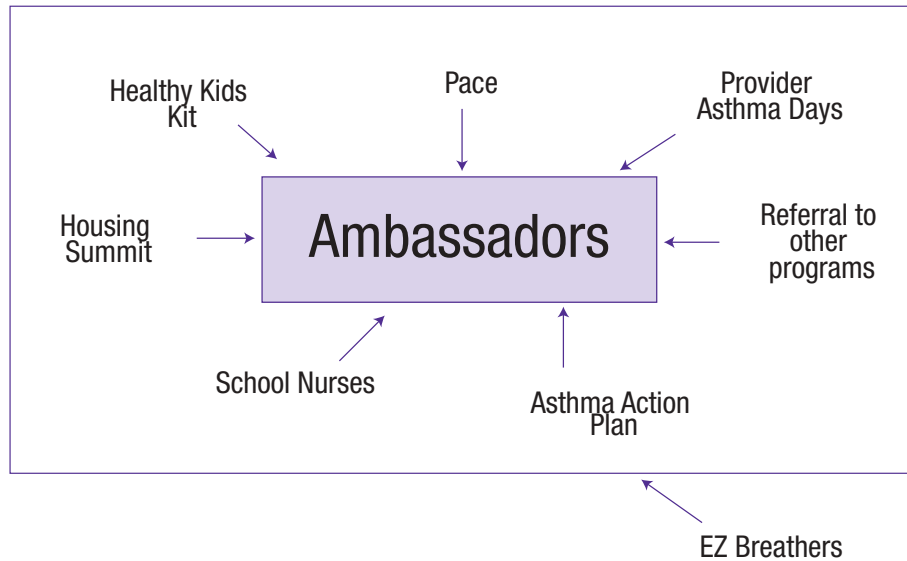 Healthy Kids
Kit
Pace
Provider
Asthma Days
Housing
Summit
Ambassadors
Referral to
other
programs
School Nurses
Asthma Action
Plan
EZ Breathers